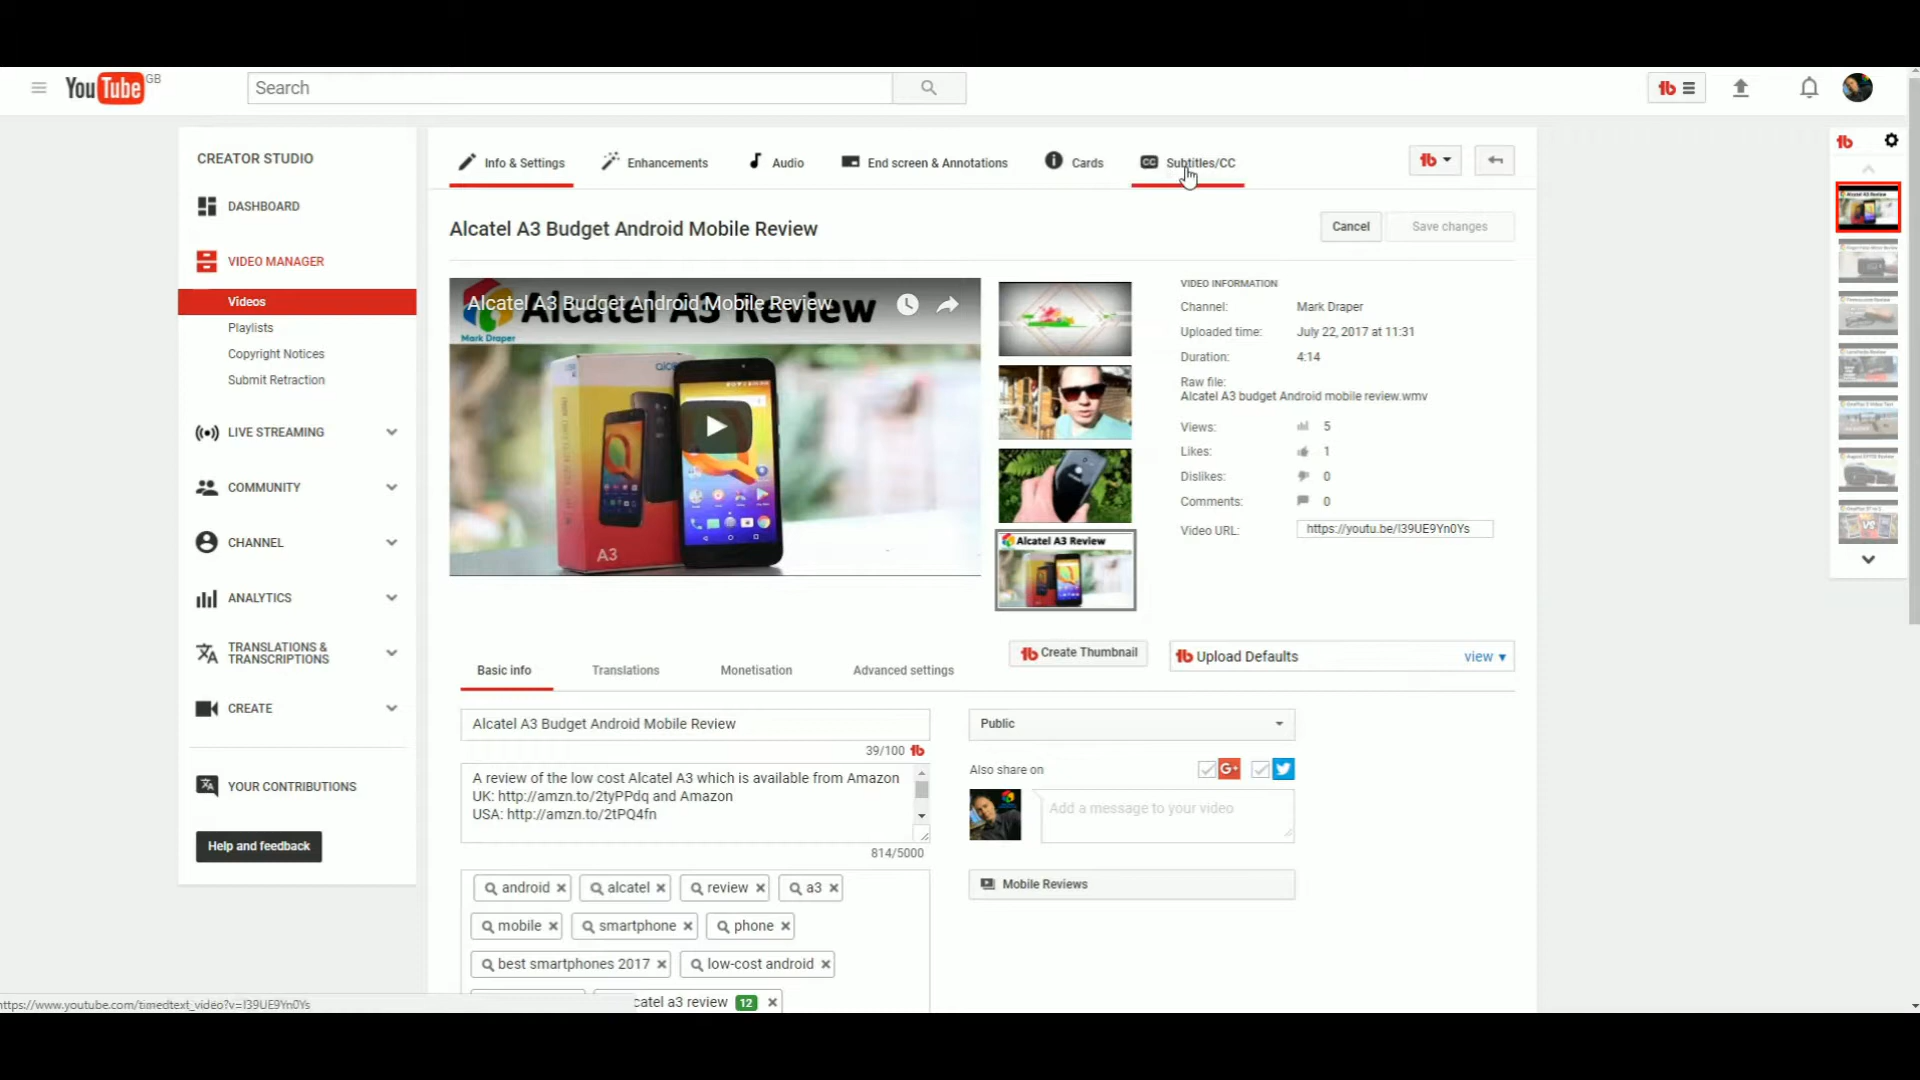 YouTube GB
Search
CREATOR STUDIO
DASHBOARD
VIDEO MANAGER
Videos
Playlists
Copyright Notices
Submit Retraction
LIVE STREAMING
COMMUNITY
CHANNEL
ANALYTICS
TRANSLATIONS &
TRANSCRIPTIONS
CREATE
YOUR CONTRIBUTIONS
Help and feedback
Info & Settings
Enhancements
Audio
End screen & Annotations
Cards
CC Subtitles/CC
Alcatel A3 Budget Android Mobile Review
Cancel
Save changes
Alcatel A3 Budget Android Mobile Review
Alcatel A3 Review
Mark Draper
A3
Alcatel A3 Review
VIDEO INFORMATION
Channel: Mark Draper
Uploaded time: July 22, 2017 at 11:31
Duration: 4:14
Raw file:
Alcatel A3 budget Android mobile review.wmv
Views: 5
Likes: 1
Dislikes: 0
Comments: 0
Video URL: https://youtu.be/I39UE9Yn0Ys
Basic info
Translations
Monetisation
Advanced settings
Create Thumbnail
Upload Defaults
view
Alcatel A3 Budget Android Mobile Review
39/100
A review of the low cost Alcatel A3 which is available from Amazon
UK: http://amzn.to/2tyPPdq and Amazon
USA: http://amzn.to/2tPQ4fn
814/5000
android
alcatel
review
a3
mobile
smartphone
phone
best smartphones 2017
low-cost android
catel a3 review 12
Public
Also share on
G+
Add a message to your video
Mobile Reviews
https://www.youtube.com/timedtext_video?v=I39UE9Yn0Ys